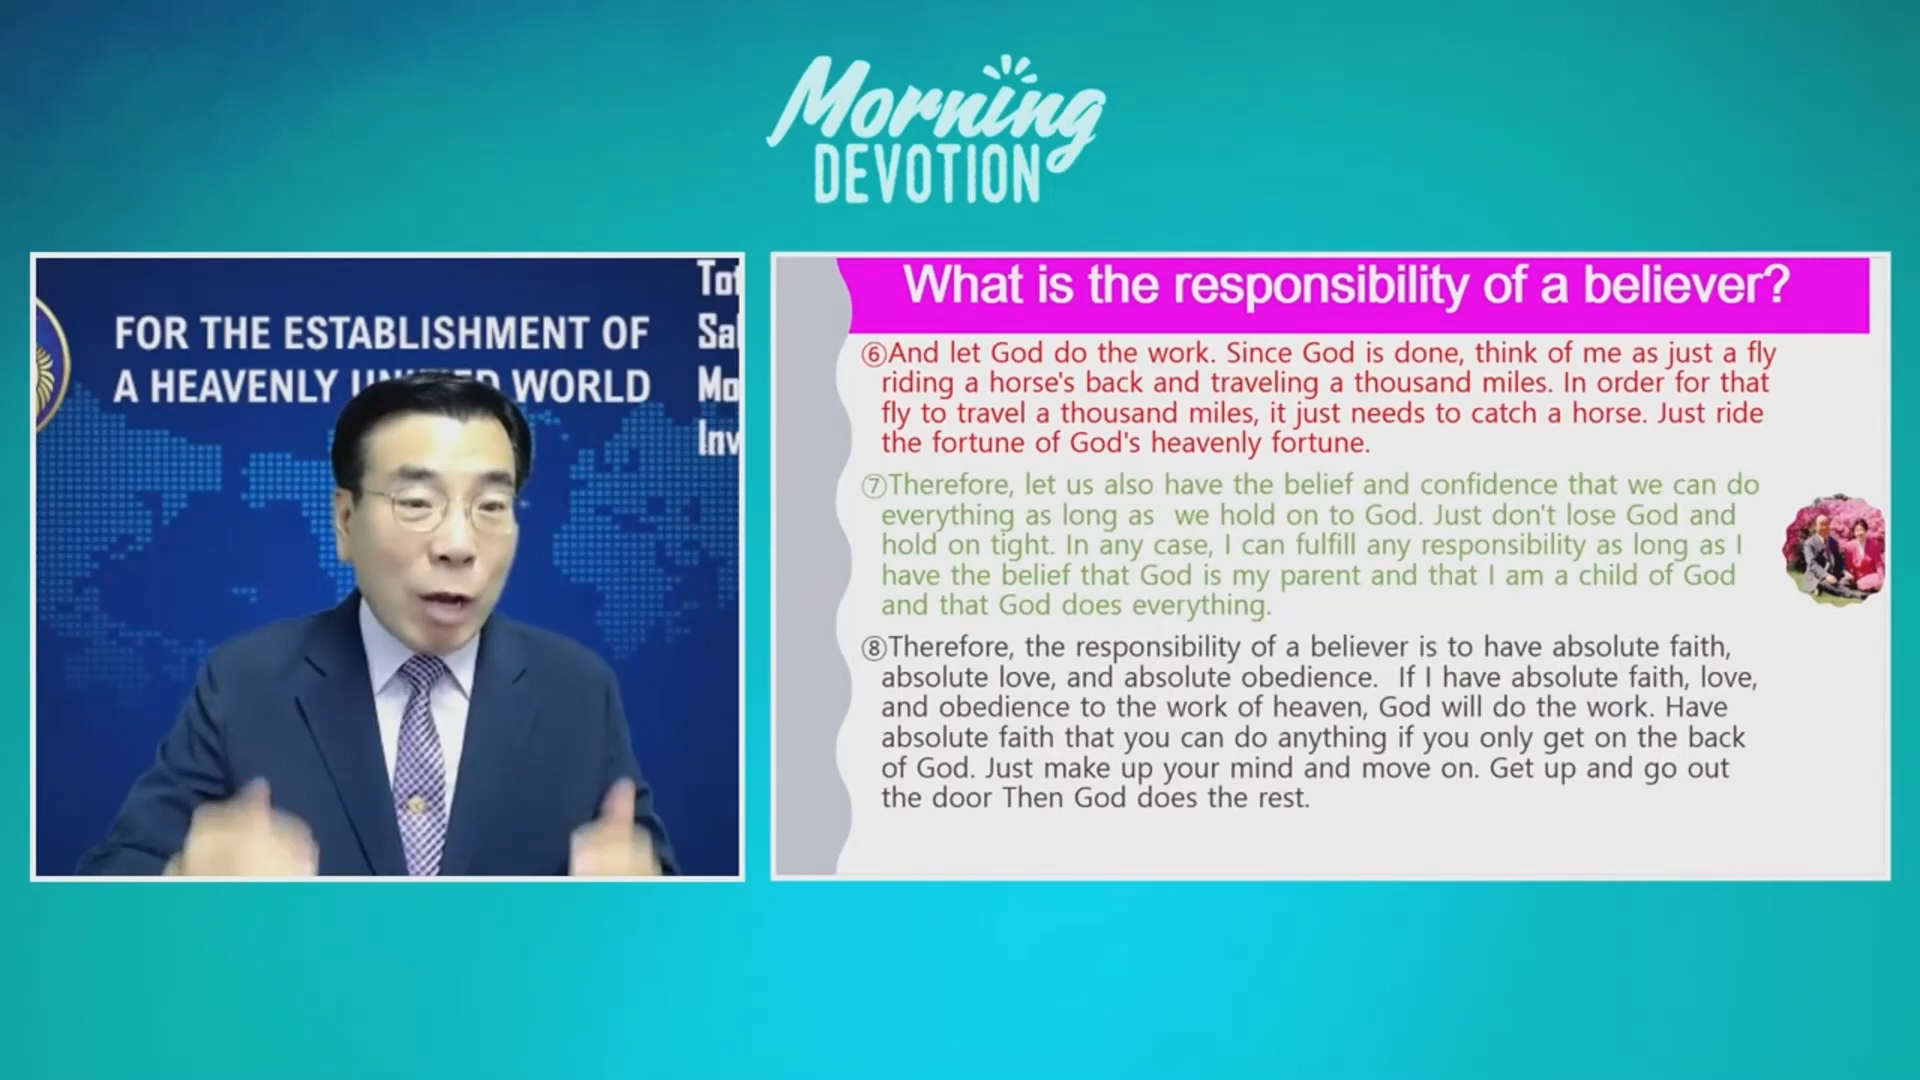 Morning
DEVOTION
FOR THE ESTABLISHMENT OF
A HEAVENLY UNIFIED WORLD
What is the responsibility of a believer?
⑥And let God do the work. Since God is done, think of me as just a fly
riding a horse's back and traveling a thousand miles. In order for that
fly to travel a thousand miles, it just needs to catch a horse. Just ride
the fortune of God's heavenly fortune.
⑦Therefore, let us also have the belief and confidence that we can do
everything as long as we hold on to God. Just don't lose God and
hold on tight. In any case, I can fulfill any responsibility as long as I
have the belief that God is my parent and that I am a child of God
and that God does everything.
⑧Therefore, the responsibility of a believer is to have absolute faith,
absolute love, and absolute obedience. If I have absolute faith, love,
and obedience to the work of heaven, God will do the work. Have
absolute faith that you can do anything if you only get on the back
of God. Just make up your mind and move on. Get up and go out
the door Then God does the rest.